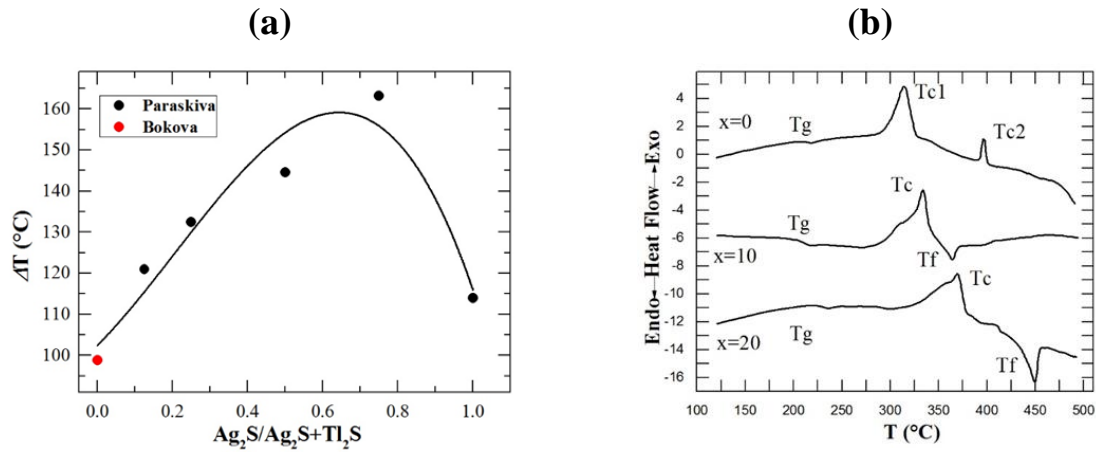 (a)
(b)
Paraskiva
Bokova
160
150
140
130
120
110
100
ΔT (°C)
0.0 0.2 0.4 0.6 0.8 1.0
Ag₂S/Ag₂S+Tl₂S
4
2
0
-2
-4
-6
-8
-10
-12
-14
-16
Endo←Heat Flow→Exo
x=0
Tg
Tc1
Tc2
x=10
Tg
Tc
Tf
x=20
Tg
Tc
Tf
100 150 200 250 300 350 400 450 500
T (°C)